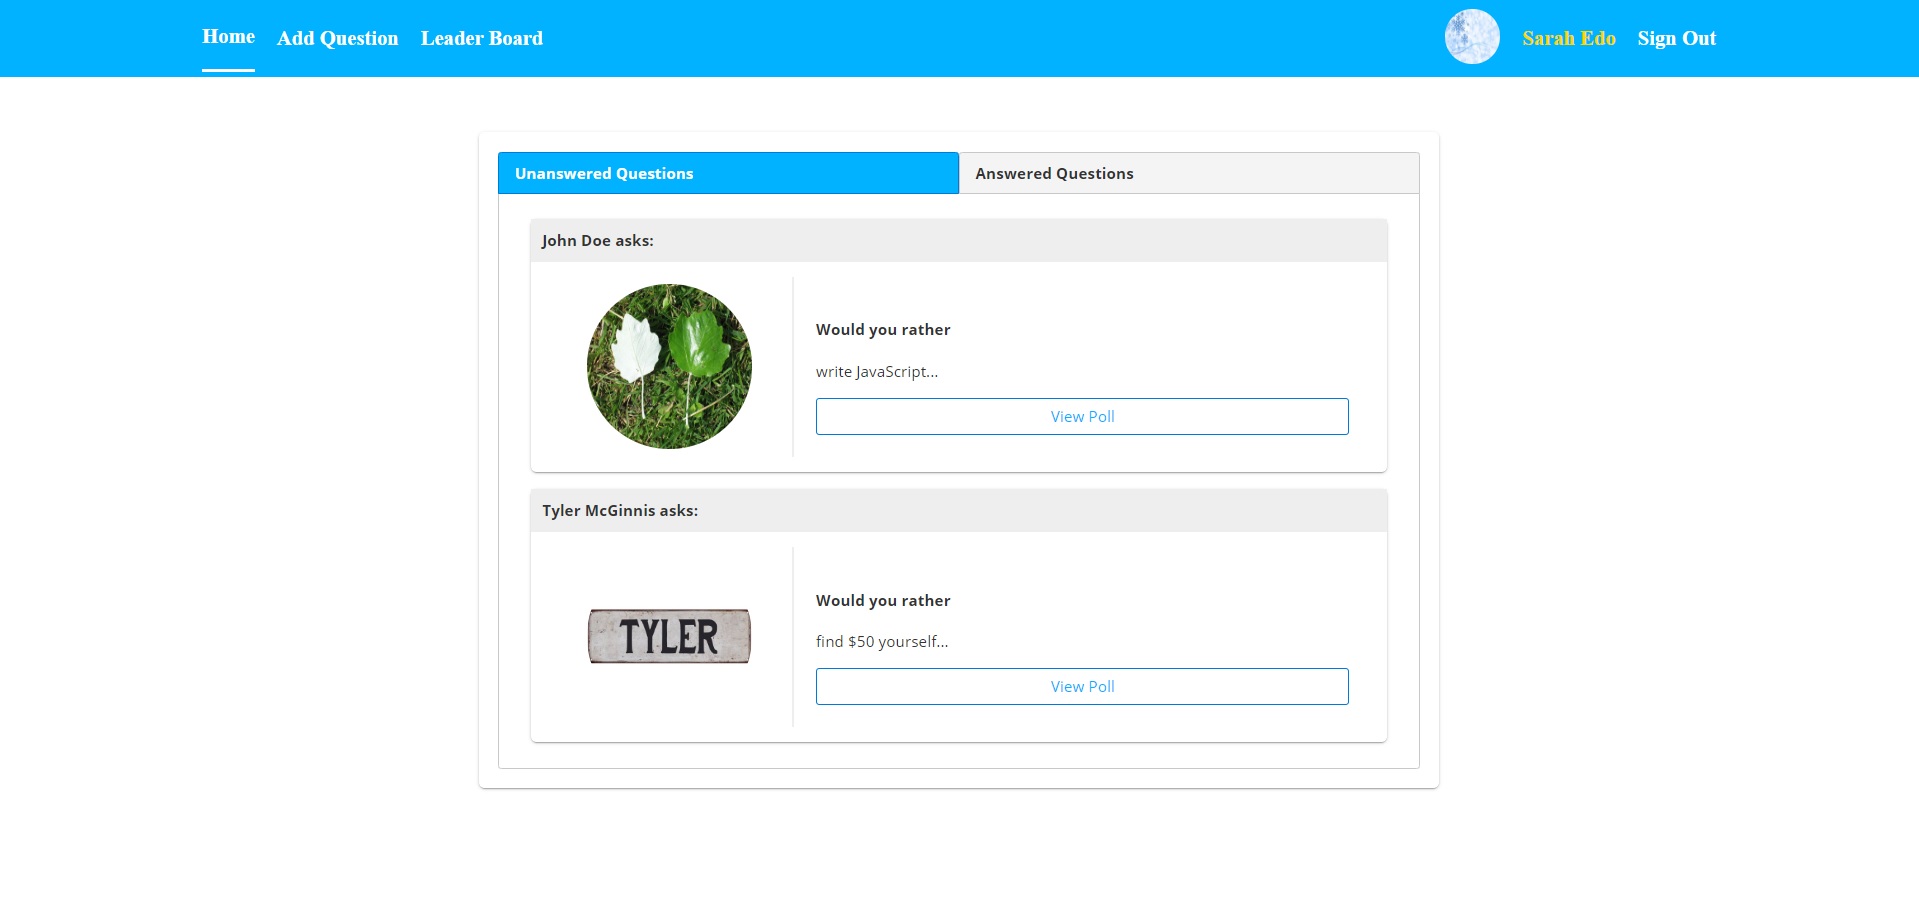 Home Add Question Leader Board Sarah Edo Sign Out
Unanswered Questions Answered Questions
John Doe asks:
Would you rather
write JavaScript...
View Poll
Tyler McGinnis asks:
TYLER
Would you rather
find $50 yourself...
View Poll